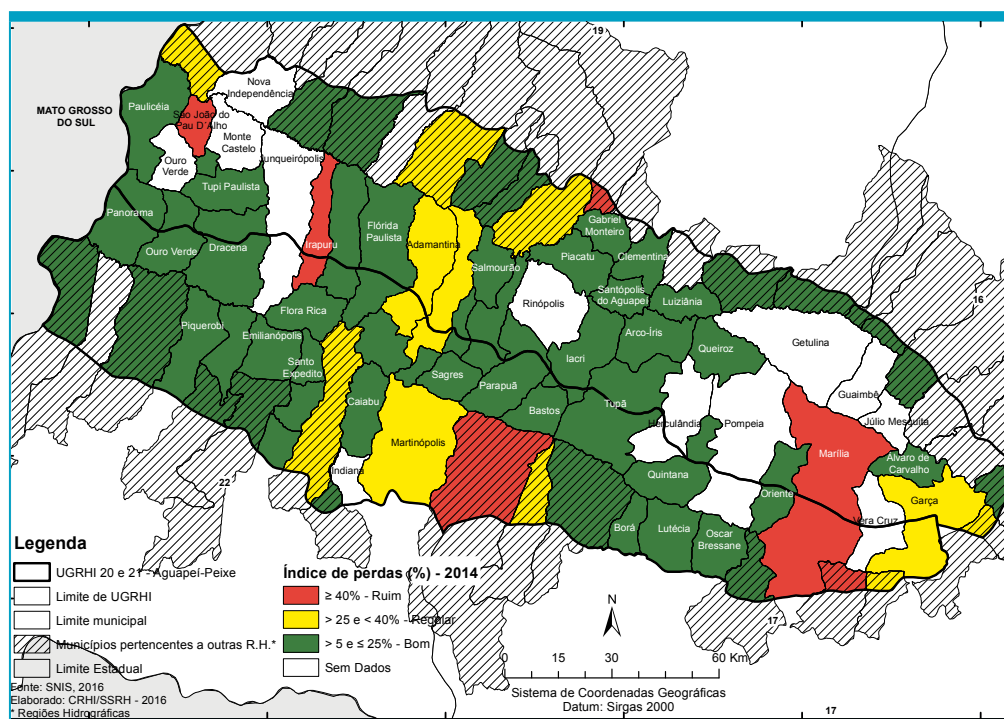 19
Nova
Independência
MATO GROSSO
DO SUL
Paulicéia
São João do
Pau D`Alho
Monte
Castelo
Junqueirópolis
Ouro
Verde
Tupi Paulista
Panorama
Ouro Verde
Dracena
Irapuru
Flórida
Paulista
Adamantina
Salmourão
Gabriel
Monteiro
Piacatu
Clementina
Santópolis
do Aguapeí
Luiziânia
Rinópolis
16
Flora Rica
Piquerobi
Emilianópolis
Santo
Expedito
Arco-Íris
Queiroz
Getulina
Iacri
Sagres
Parapuã
Caiabu
Bastos
Tupã
Guaimbê
Júlio Mesquita
Herculândia
Pompeia
Martinópolis
Marília
Alvaro de
Carvalho
Indiana
Quintana
Oriente
Garça
22
Vera Cruz
Borá
Lutécia
Oscar
Bressane
17
17
Legenda
UGRHI 20 e 21 - Aguapeí-Peixe
Limite de UGRHI
Limite municipal
Municípios pertencentes a outras R.H.*
Limite Estadual
Índice de perdas (%) - 2014
≥ 40% - Ruim
> 25 e < 40% - Regular
> 5 e ≤ 25% - Bom
Sem Dados
N
0 15 30 60 Km
Sistema de Coordenadas Geográficas
Datum: Sirgas 2000
Fonte: SNIS, 2016
Elaborado: CRHI/SSRH - 2016
* Regiões Hidrográficas